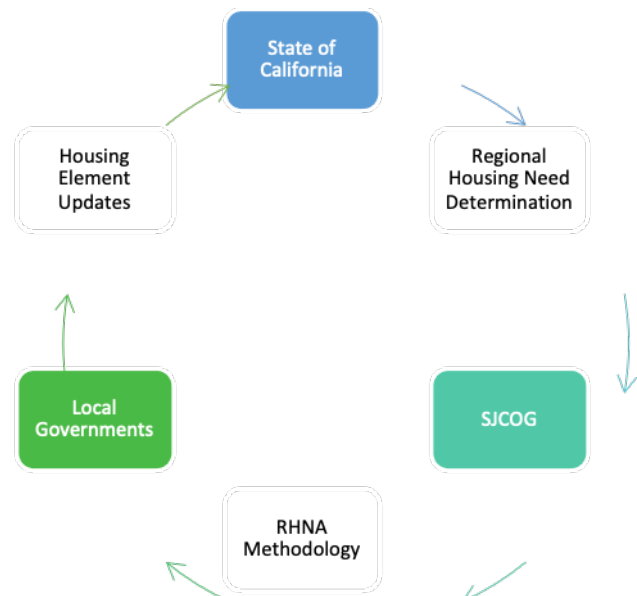 State of
California
Regional
Housing Need
Determination
SJCOG
RHNA
Methodology
Local
Governments
Housing
Element
Updates